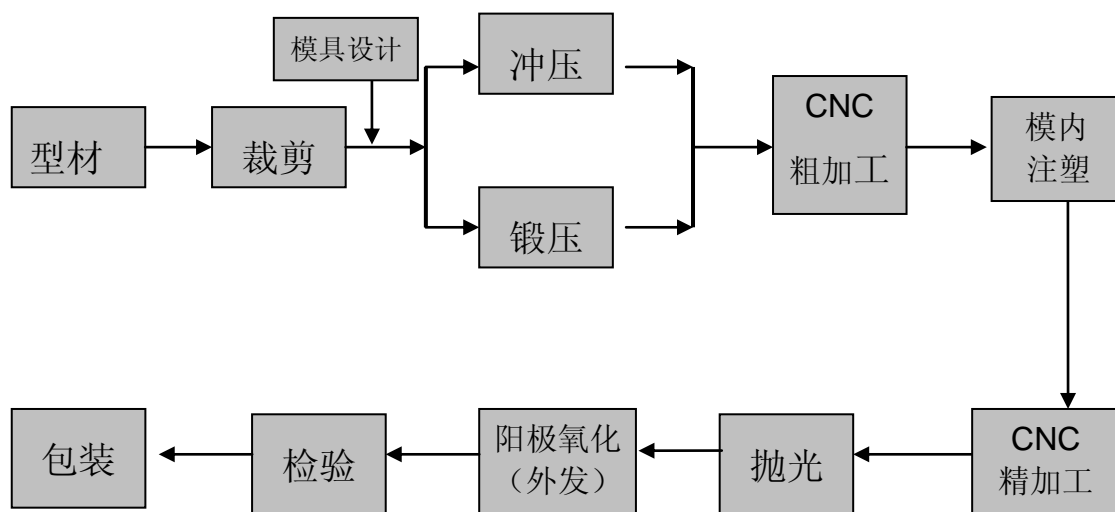 模具设计
冲压
型材
裁剪
锻压
CNC
粗加工
模内
注塑
包装
检验
阳极氧化
（外发）
抛光
CNC
精加工